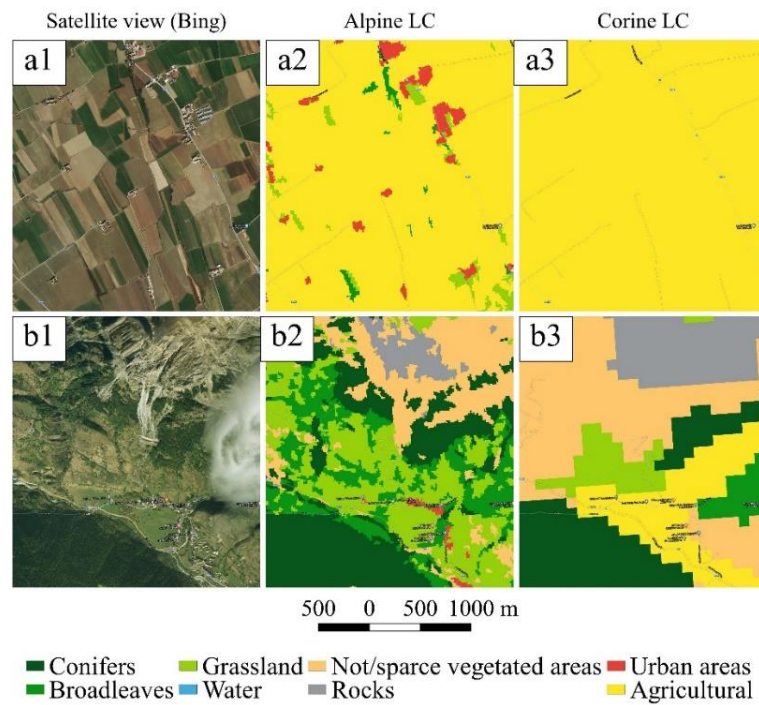 Satellite view (Bing) Alpine LC Corine LC
a1 a2 a3
b1 b2 b3
500 0 500 1000 m
Conifers Grassland Not/sparce vegetated areas Urban areas
Broadleaves Water Rocks Agricultural